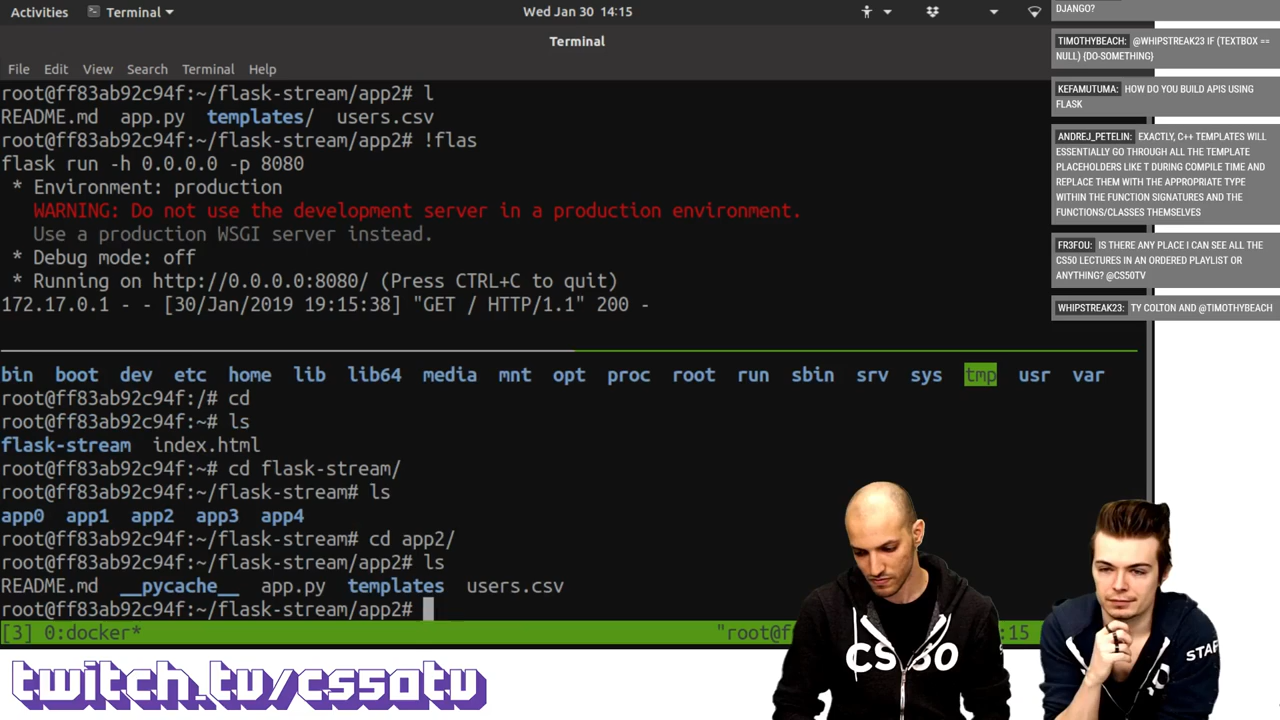 Activities Terminal Wed Jan 30 14:15
Terminal
File Edit View Search Terminal Help
root@ff83ab92c94f:~/flask-stream/app2# l
README.md app.py templates/ users.csv
root@ff83ab92c94f:~/flask-stream/app2# !flas
flask run -h 0.0.0.0 -p 8080
* Environment: production
WARNING: Do not use the development server in a production environment.
Use a production WSGI server instead.
* Debug mode: off
* Running on http://0.0.0.0:8080/ (Press CTRL+C to quit)
172.17.0.1 - - [30/Jan/2019 19:15:38] "GET / HTTP/1.1" 200 -
bin boot dev etc home lib lib64 media mnt opt proc root run sbin srv sys tmp usr var
root@ff83ab92c94f:/# cd
root@ff83ab92c94f:~# ls
flask-stream index.html
root@ff83ab92c94f:~# cd flask-stream/
root@ff83ab92c94f:~/flask-stream# ls
app0 app1 app2 app3 app4
root@ff83ab92c94f:~/flask-stream# cd app2/
root@ff83ab92c94f:~/flask-stream/app2# ls
README.md __pycache__ app.py templates users.csv
root@ff83ab92c94f:~/flask-stream/app2#
[3] 0:docker* "root@f :15
DJANGO?
TIMOTHYBEACH: @WHIPSTREAK23 IF (TEXTBOX ==
NULL) {DO-SOMETHING}
KEFAMUTUMA: HOW DO YOU BUILD APIS USING
FLASK
ANDREJ_PETELIN: EXACTLY, C++ TEMPLATES WILL
ESSENTIALLY GO THROUGH ALL THE TEMPLATE
PLACEHOLDERS LIKE T DURING COMPILE TIME AND
REPLACE THEM WITH THE APPROPRIATE TYPE
WITHIN THE FUNCTION SIGNATURES AND THE
FUNCTIONS/CLASSES THEMSELVES
FR3FOU: IS THERE ANY PLACE I CAN SEE ALL THE
CS50 LECTURES IN AN ORDERED PLAYLIST OR
ANYTHING? @CS50TV
WHIPSTREAK23: TY COLTON AND @TIMOTHYBEACH
CS50
STAF
twitch.tv/cs50tv